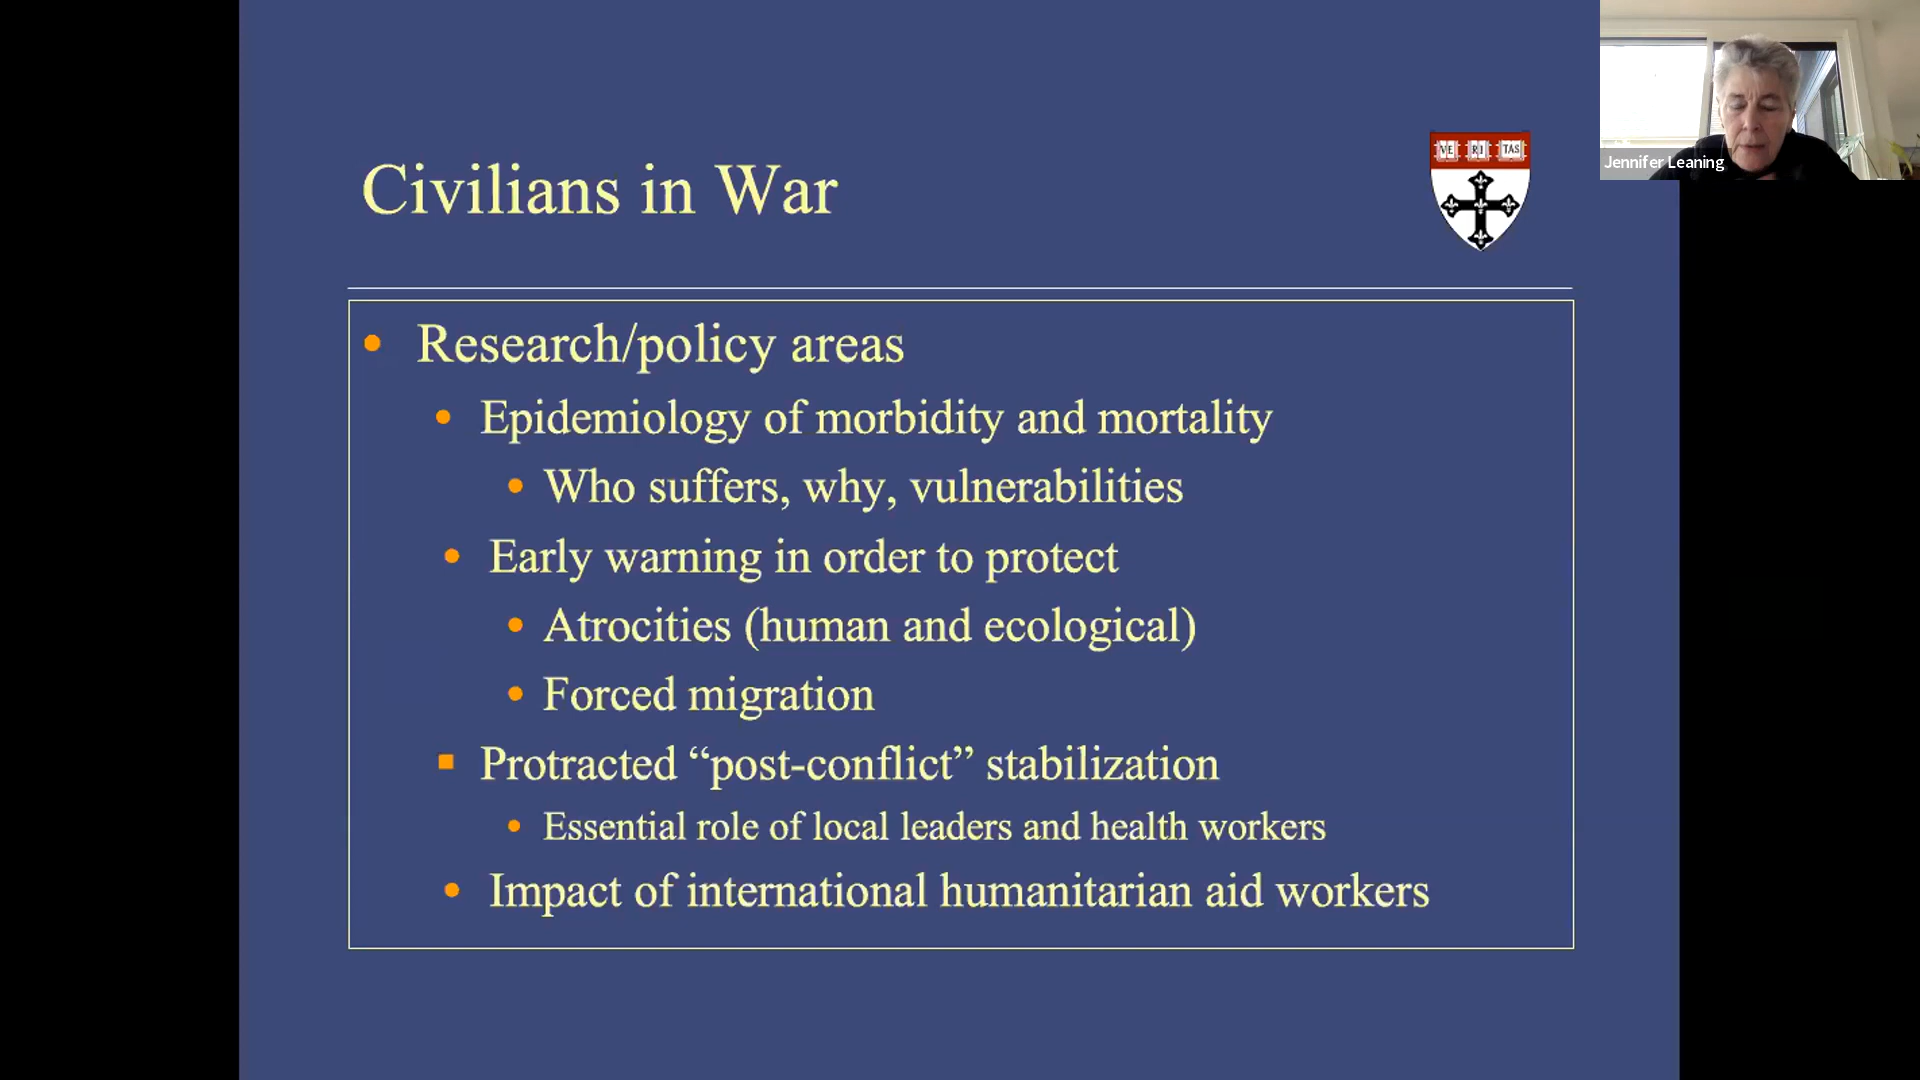 Civilians in War
VE RI TAS
Jennifer Leaning
Research/policy areas
Epidemiology of morbidity and mortality
Who suffers, why, vulnerabilities
Early warning in order to protect
Atrocities (human and ecological)
Forced migration
Protracted “post-conflict” stabilization
Essential role of local leaders and health workers
Impact of international humanitarian aid workers